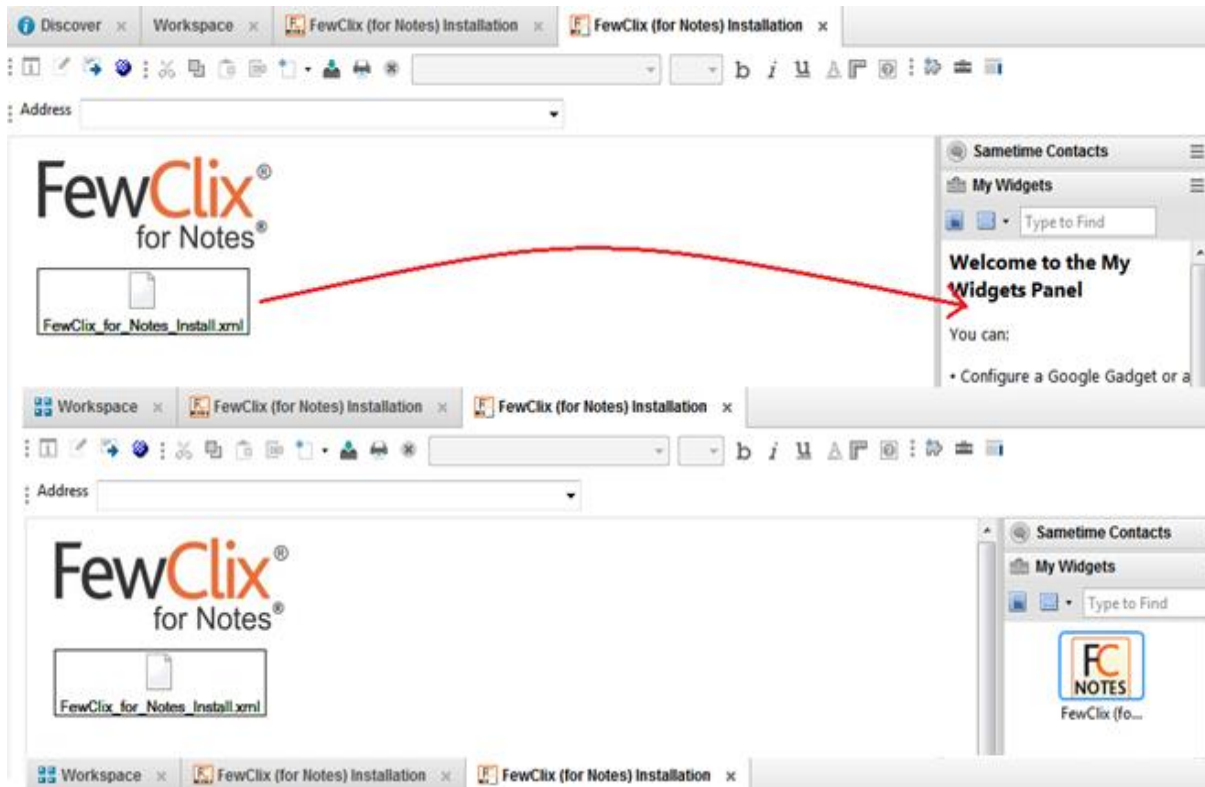 Discover Workspace FewClix (for Notes) Installation FewClix (for Notes) Installation
b i u A
Address
FewClix®
for Notes®
FewClix_for_Notes_Install.xml
Sametime Contacts
My Widgets
Type to Find
Welcome to the My
Widgets Panel
You can:
• Configure a Google Gadget or a
Workspace FewClix (for Notes) Installation FewClix (for Notes) Installation
b i u A
Address
FewClix®
for Notes®
FewClix_for_Notes_Install.xml
Sametime Contacts
My Widgets
Type to Find
FC
NOTES
FewClix (fo...
Workspace FewClix (for Notes) Installation FewClix (for Notes) Installation